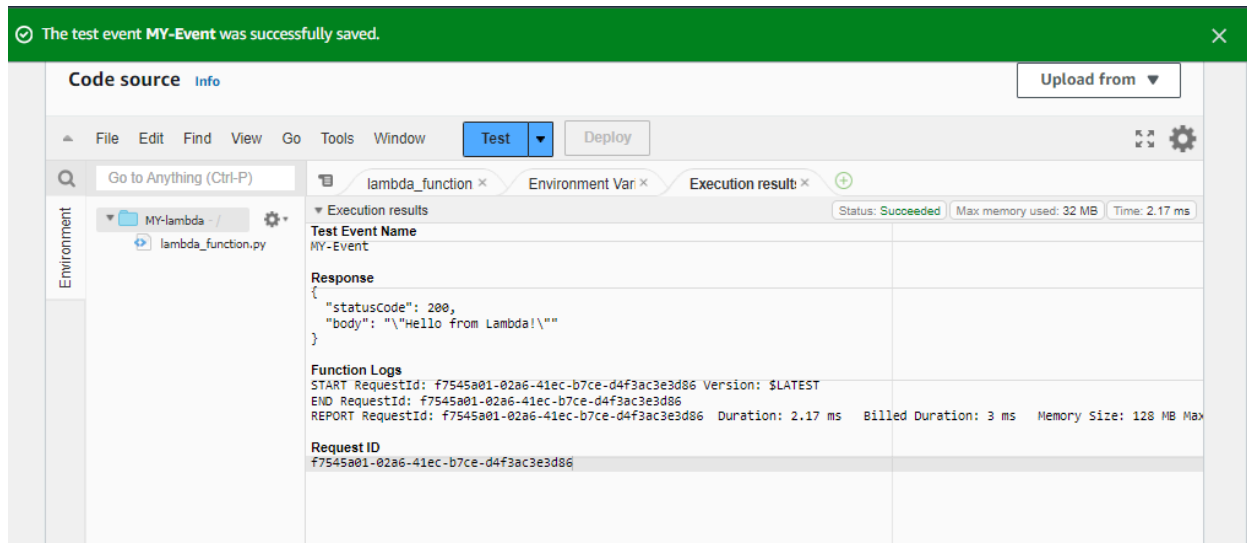 The test event MY-Event was successfully saved.
Code source Info
Upload from
File Edit Find View Go Tools Window Test Deploy
Go to Anything (Ctrl-P)
lambda_function Environment Vari Execution results
Environment
MY-lambda - /
lambda_function.py
Execution results
Status: Succeeded Max memory used: 32 MB Time: 2.17 ms
Test Event Name
MY-Event
Response
{
"statusCode": 200,
"body": "\"Hello from Lambda!\""
}
Function Logs
START RequestId: f7545a01-02a6-41ec-b7ce-d4f3ac3e3d86 Version: $LATEST
END RequestId: f7545a01-02a6-41ec-b7ce-d4f3ac3e3d86
REPORT RequestId: f7545a01-02a6-41ec-b7ce-d4f3ac3e3d86 Duration: 2.17 ms Billed Duration: 3 ms Memory Size: 128 MB Max
Request ID
f7545a01-02a6-41ec-b7ce-d4f3ac3e3d86